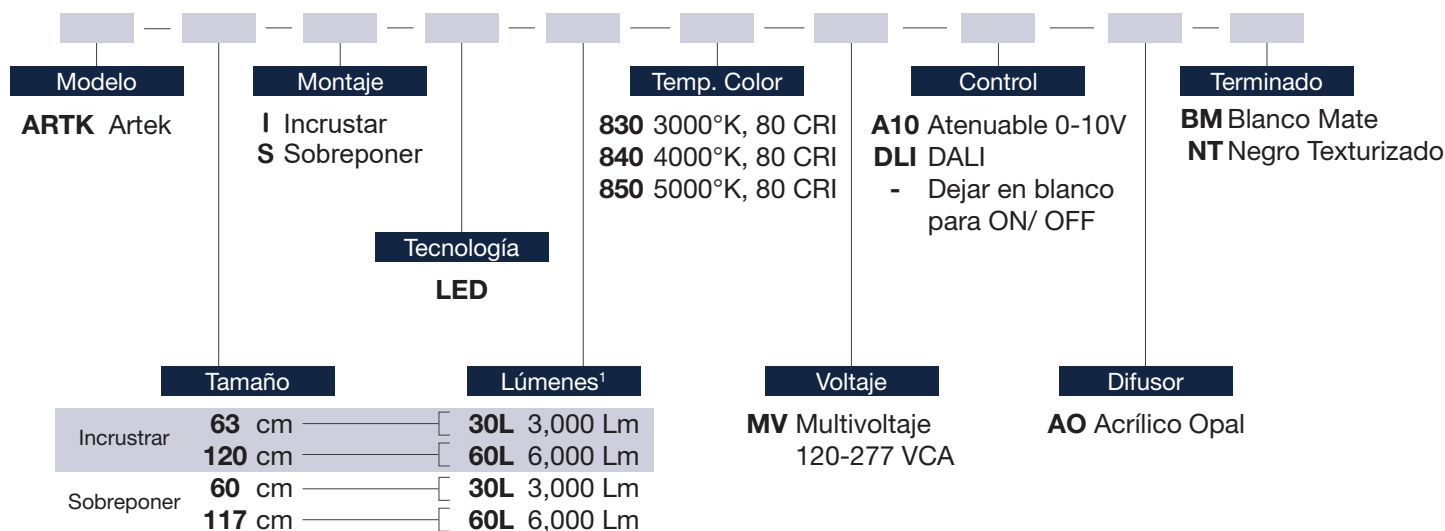 Modelo
ARTK Artek
Montaje
I Incrustar
S Sobreponer
Temp. Color
830 3000°K, 80 CRI
840 4000°K, 80 CRI
850 5000°K, 80 CRI
Control
A10 Atenuable 0-10V
DLI DALI
- Dejar en blanco
para ON/ OFF
Terminado
BM Blanco Mate
NT Negro Texturizado
Tecnología
LED
Tamaño
Lúmenes¹
Incrustrar
63 cm 30L 3,000 Lm
120 cm 60L 6,000 Lm
Sobreponer
60 cm 30L 3,000 Lm
117 cm 60L 6,000 Lm
Voltaje
MV Multivoltaje
120-277 VCA
Difusor
AO Acrílico Opal